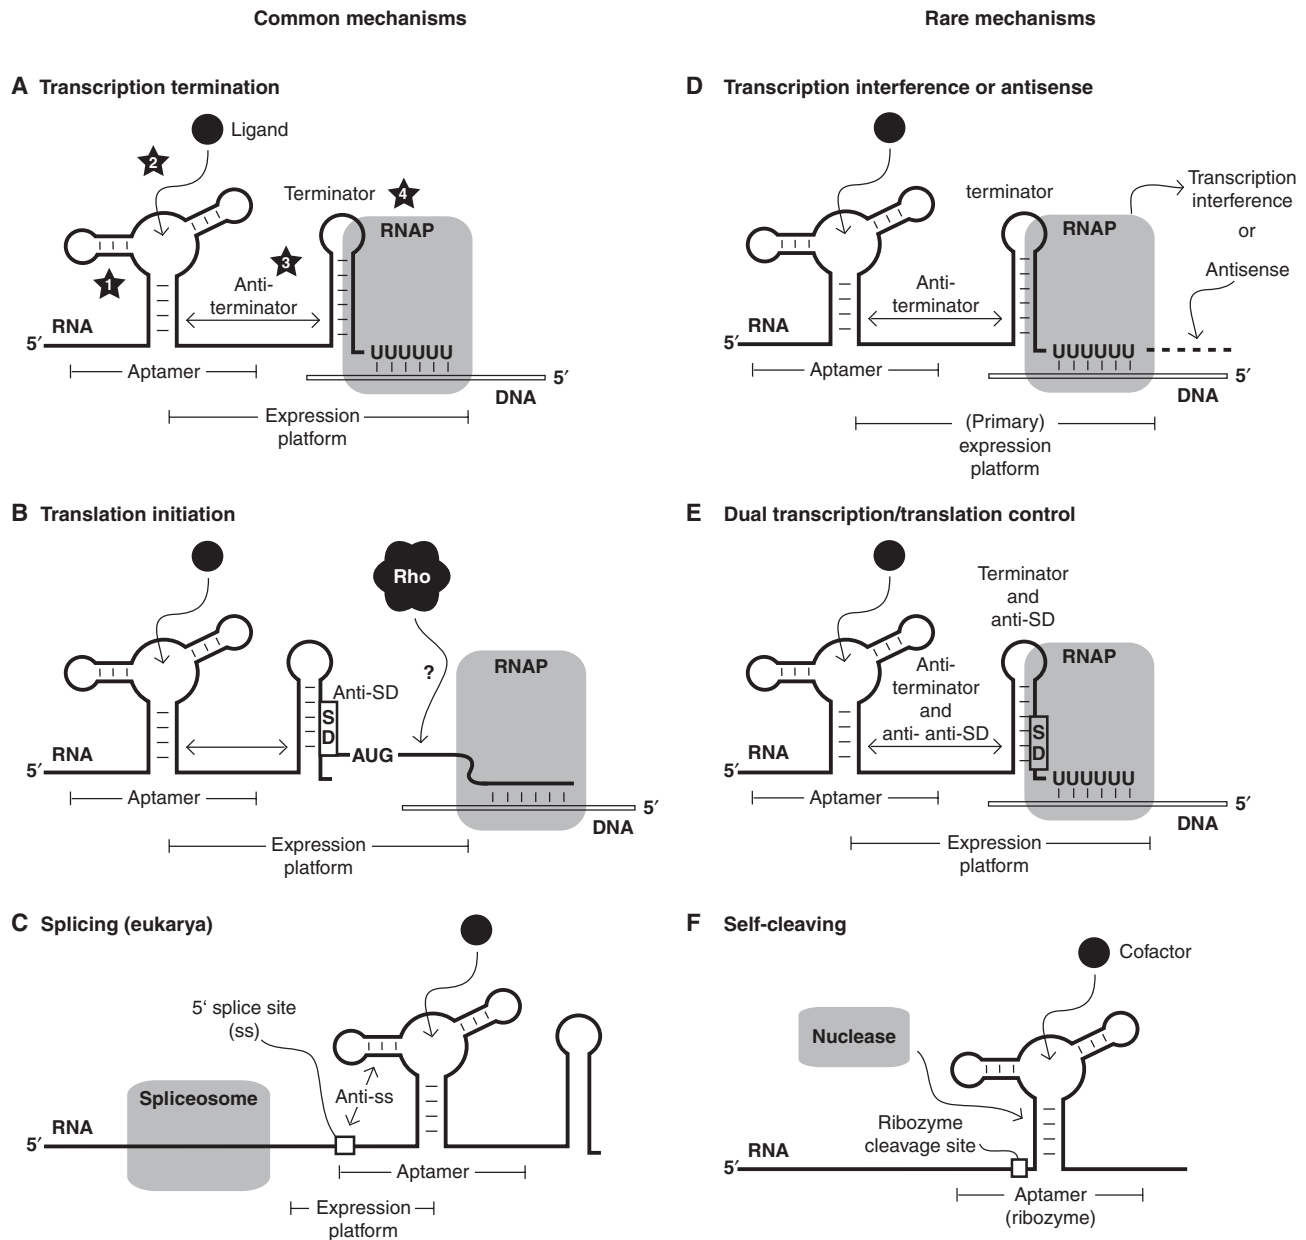 Common mechanisms
Rare mechanisms
A Transcription termination
Ligand
2
Terminator
4
RNAP
1
3
Anti-
terminator
RNA
5′
UUUUUU
Aptamer
5′
DNA
Expression
platform
D Transcription interference or antisense
terminator
RNAP
Transcription
interference
or
Antisense
Anti-
terminator
RNA
5′
UUUUUU
Aptamer
5′
DNA
(Primary)
expression
platform
B Translation initiation
Rho
?
RNAP
Anti-SD
S
D
RNA
AUG
5′
Aptamer
5′
DNA
Expression
platform
E Dual transcription/translation control
Terminator
and
anti-SD
RNAP
Anti-
terminator
and
anti- anti-SD
S
D
RNA
5′
UUUUUU
Aptamer
5′
DNA
Expression
platform
C Splicing (eukarya)
5‘ splice site
(ss)
Anti-ss
Spliceosome
RNA
5′
Aptamer
Expression
platform
F Self-cleaving
Cofactor
Nuclease
Ribozyme
cleavage site
RNA
5′
Aptamer
(ribozyme)